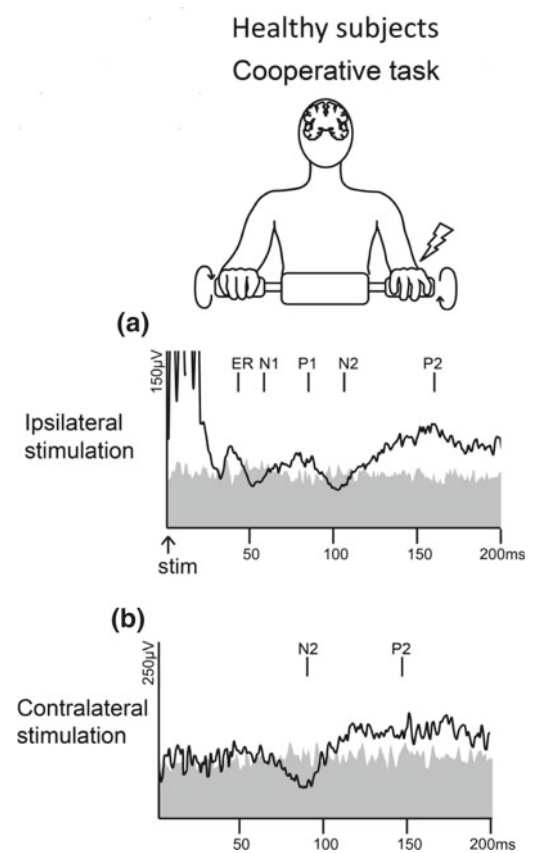 Healthy subjects
Cooperative task
(a)
150µV
ER N1 P1 N2 P2
Ipsilateral
stimulation
50 100 150 200ms
stim
(b)
250µV
N2 P2
Contralateral
stimulation
50 100 150 200ms